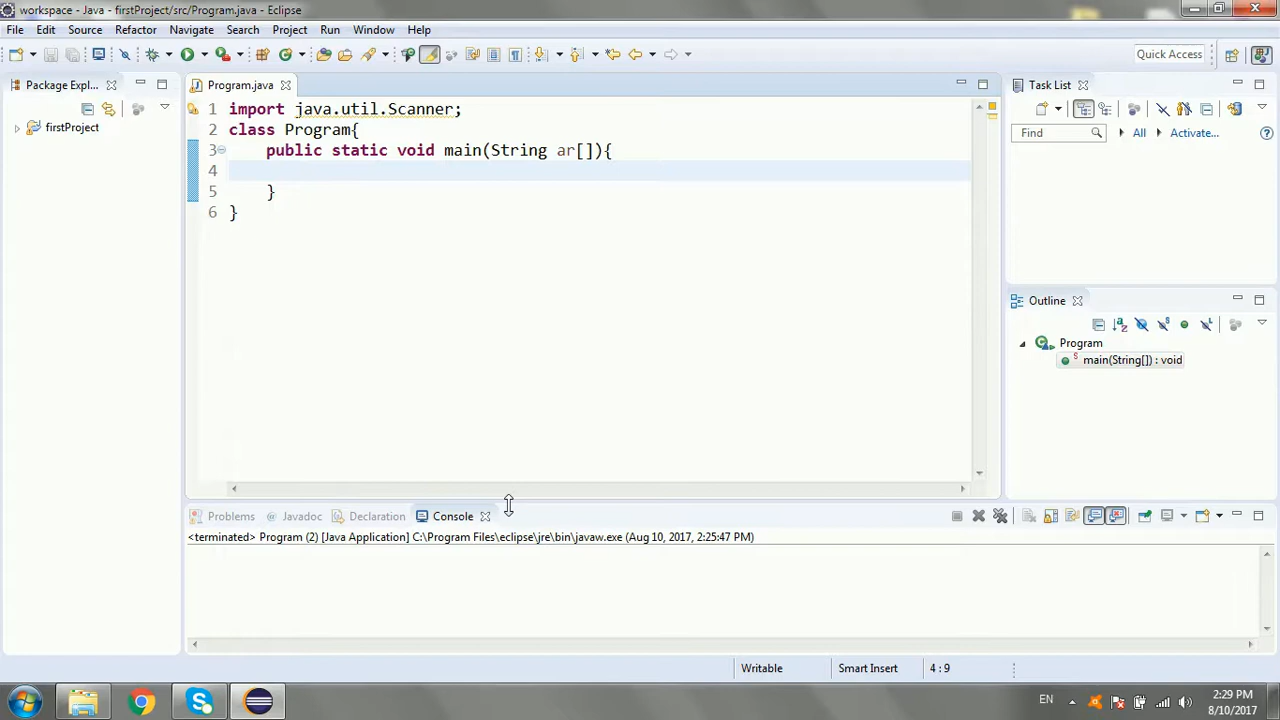 workspace - Java - firstProject/src/Program.java - Eclipse
File Edit Source Refactor Navigate Search Project Run Window Help
Quick Access
Package Expl...
firstProject
Program.java
1 import java.util.Scanner;
2 class Program{
3 public static void main(String ar[]){
4
5 }
6 }
Task List
Find All Activate...
Outline
Program
main(String[]) : void
Problems @ Javadoc Declaration Console
<terminated> Program (2) [Java Application] C:\Program Files\eclipse\jre\bin\javaw.exe (Aug 10, 2017, 2:25:47 PM)
Writable Smart Insert 4 : 9
EN 2:29 PM
8/10/2017